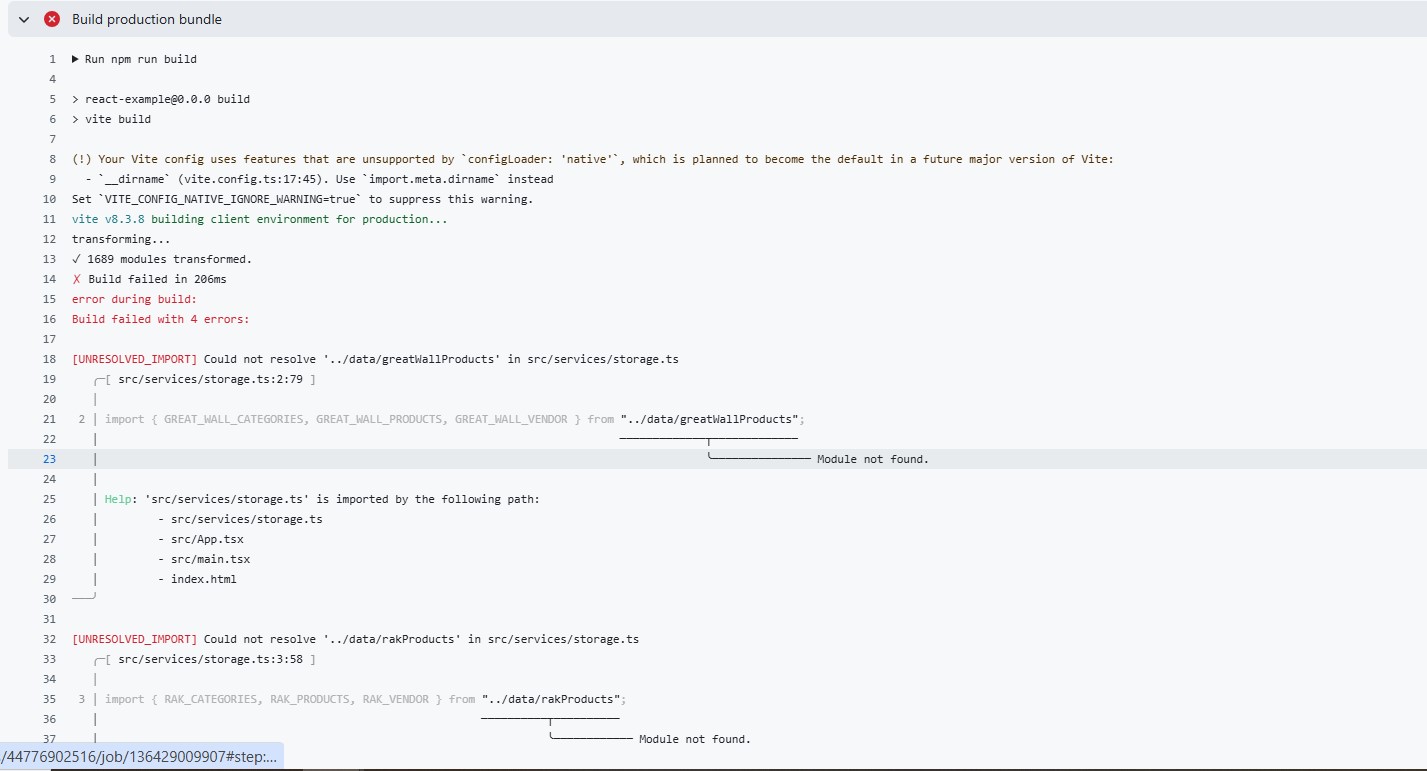 Build production bundle
1 ▶ Run npm run build
4
5 > react-example@0.0.0 build
6 > vite build
7
8 (!) Your Vite config uses features that are unsupported by `configLoader: 'native'`, which is planned to become the default in a future major version of Vite:
9 - `__dirname` (vite.config.ts:17:45). Use `import.meta.dirname` instead
10 Set `VITE_CONFIG_NATIVE_IGNORE_WARNING=true` to suppress this warning.
11 vite v8.3.8 building client environment for production...
12 transforming...
13 ✓ 1689 modules transformed.
14 ✗ Build failed in 206ms
15 error during build:
16 Build failed with 4 errors:
17
18 [UNRESOLVED_IMPORT] Could not resolve '../data/greatWallProducts' in src/services/storage.ts
19 ╭─[ src/services/storage.ts:2:79 ]
20 │
21 2 │ import { GREAT_WALL_CATEGORIES, GREAT_WALL_PRODUCTS, GREAT_WALL_VENDOR } from "../data/greatWallProducts";
22 │ ─────────────┬─────────────
23 │ ╰─────────────── Module not found.
24 │
25 │ Help: 'src/services/storage.ts' is imported by the following path:
26 │ - src/services/storage.ts
27 │ - src/App.tsx
28 │ - src/main.tsx
29 │ - index.html
30 ───╯
31
32 [UNRESOLVED_IMPORT] Could not resolve '../data/rakProducts' in src/services/storage.ts
33 ╭─[ src/services/storage.ts:3:58 ]
34 │
35 3 │ import { RAK_CATEGORIES, RAK_PRODUCTS, RAK_VENDOR } from "../data/rakProducts";
36 │ ──────────┬──────────
37 │ ╰──────────── Module not found.
/44776902516/job/136429009907#step:...